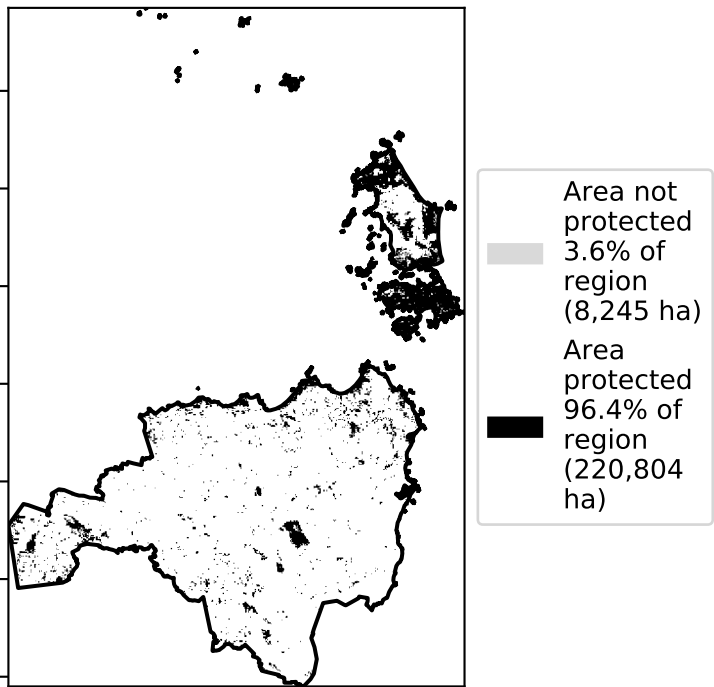 Area not
protected
3.6% of
region
(8,245 ha)
Area
protected
96.4% of
region
(220,804
ha)